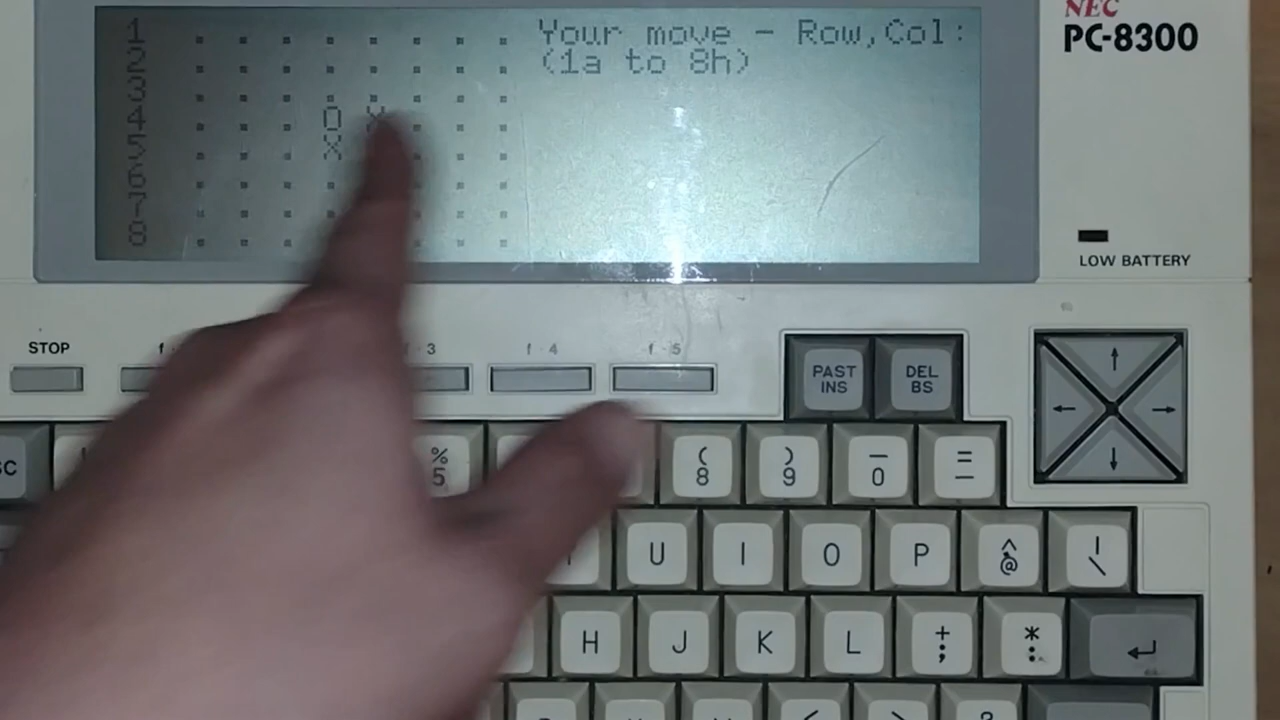 NEC
PC-8300
1 . . . . . . . . Your move - Row,Col:
2 . . . . . . . . (1a to 8h)
3 . . . . . . . .
4 . . . O X . . .
5 . . . X . . .
6 . . . . . . .
7 . . . . . . .
8 . . . . . . .
LOW BATTERY
STOP
f
3
f 4
f 5
PAST
INS
DEL
BS
↑
← →
↓
% ( ) _ =
5 8 9 0 –
U I O P ^ |
@ \
H J K L + *
; :
↵
< > ?